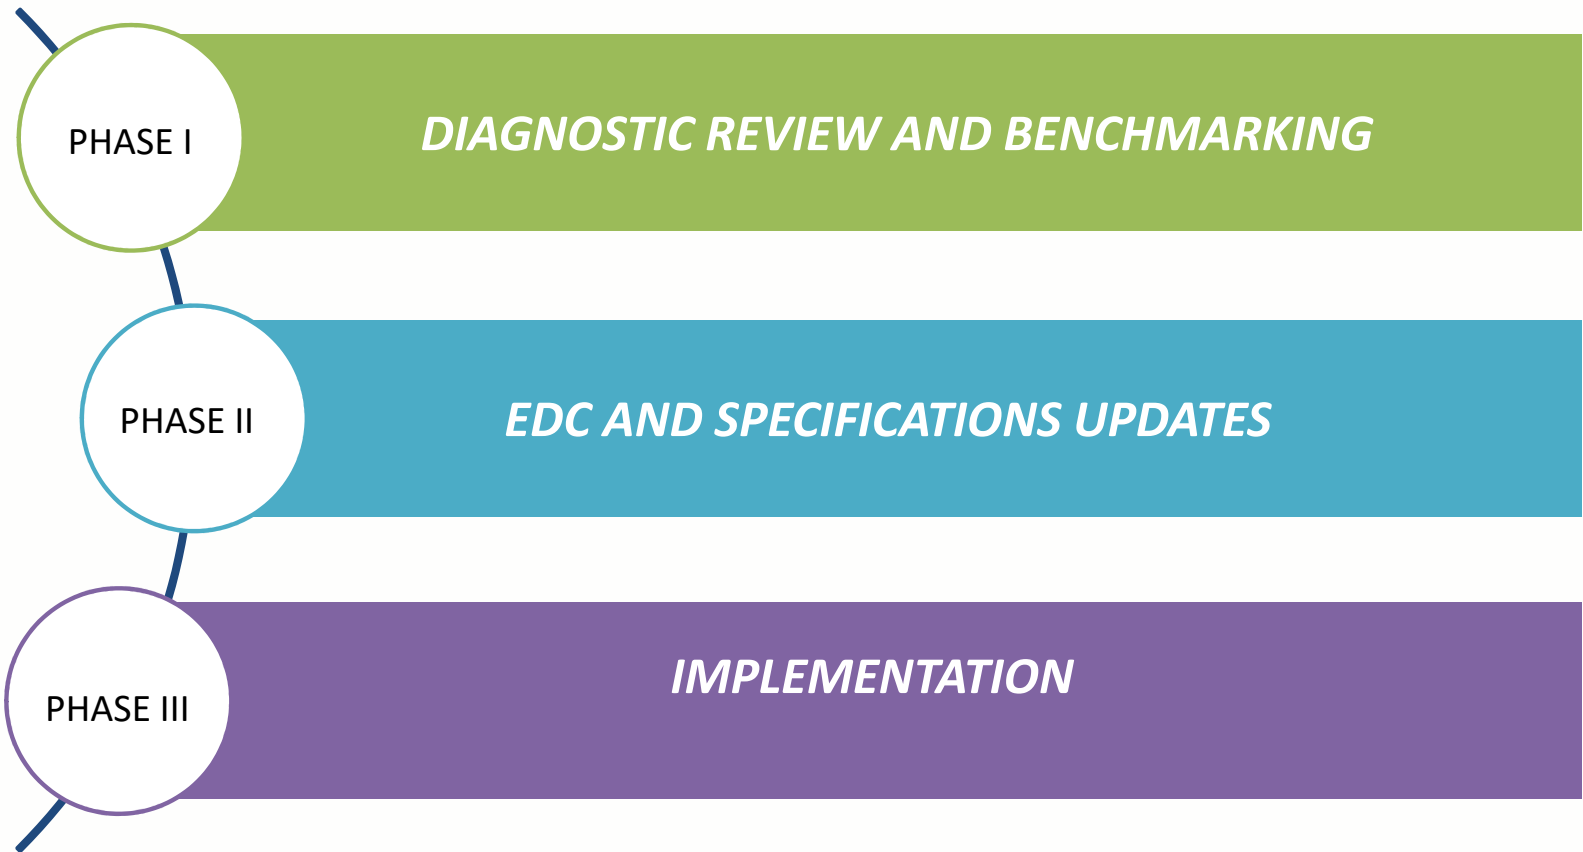 PHASE I
DIAGNOSTIC REVIEW AND BENCHMARKING
PHASE II
EDC AND SPECIFICATIONS UPDATES
PHASE III
IMPLEMENTATION